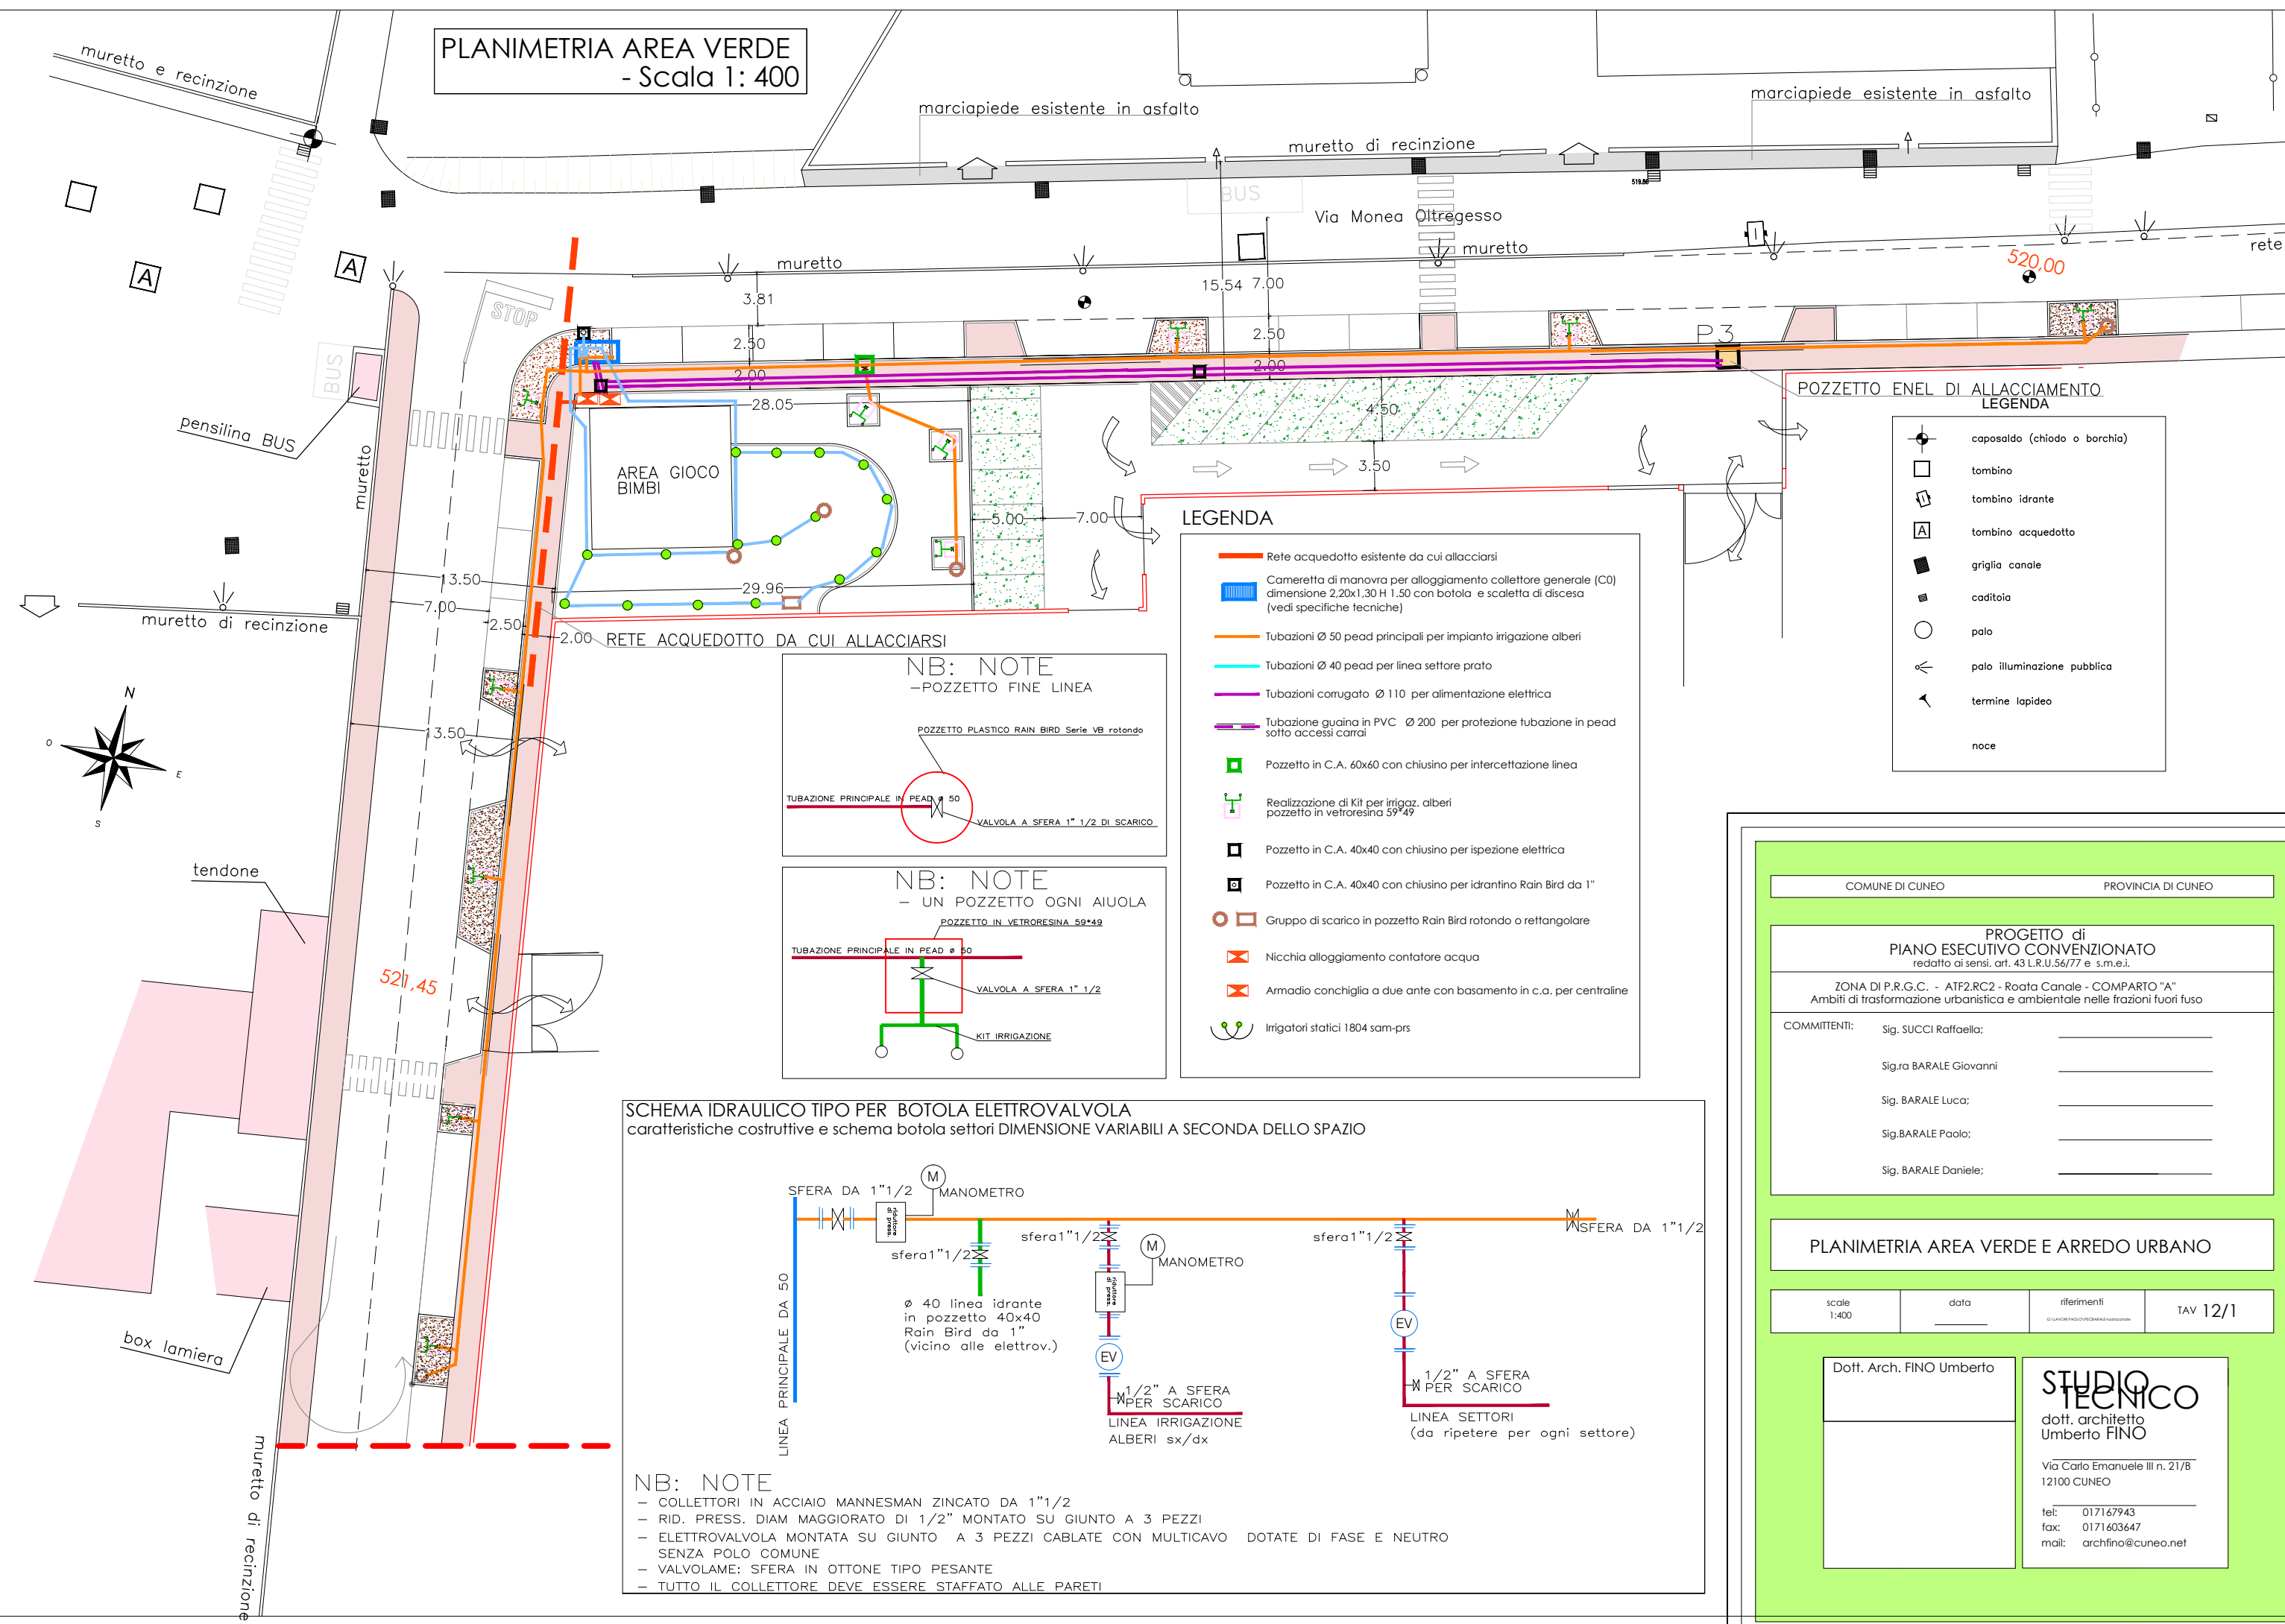 PLANIMETRIA AREA VERDE
- Scala 1: 400
muretto e recinzione
marciapiede esistente in asfalto
marciapiede esistente in asfalto
muretto di recinzione
519.86
BUS
Via Monea Oltregesso
muretto
muretto
rete
520,00
A
A
STOP
3.81
15.54
7.00
2.50
2.50
2.00
2.00
P3
28.05
4.50
POZZETTO ENEL DI ALLACCIAMENTO
BUS
pensilina BUS
muretto
AREA GIOCO
BIMBI
3.50
5.00
7.00
13.50
7.00
29.96
2.50
2.00
muretto di recinzione
RETE ACQUEDOTTO DA CUI ALLACCIARSI
13.50
N
O
E
S
tendone
521,45
box lamiera
muretto di recinzione
LEGENDA
caposaldo (chiodo o borchia)
tombino
I
tombino idrante
A
tombino acquedotto
griglia canale
caditoia
palo
palo illuminazione pubblica
termine lapideo
noce
LEGENDA
Rete acquedotto esistente da cui allacciarsi
Cameretta di manovra per alloggiamento collettore generale (C0)
dimensione 2,20x1,30 H 1.50 con botola e scaletta di discesa
(vedi specifiche tecniche)
Tubazioni Ø 50 pead principali per impianto irrigazione alberi
Tubazioni Ø 40 pead per linea settore prato
Tubazioni corrugato Ø 110 per alimentazione elettrica
Tubazione guaina in PVC Ø 200 per protezione tubazione in pead
sotto accessi carrai
Pozzetto in C.A. 60x60 con chiusino per intercettazione linea
Realizzazione di Kit per irrigaz. alberi
pozzetto in vetroresina 59*49
Pozzetto in C.A. 40x40 con chiusino per ispezione elettrica
Pozzetto in C.A. 40x40 con chiusino per idrantino Rain Bird da 1"
Gruppo di scarico in pozzetto Rain Bird rotondo o rettangolare
Nicchia alloggiamento contatore acqua
Armadio conchiglia a due ante con basamento in c.a. per centraline
Irrigatori statici 1804 sam-prs
NB: NOTE
-POZZETTO FINE LINEA
POZZETTO PLASTICO RAIN BIRD Serie VB rotondo
TUBAZIONE PRINCIPALE IN PEAD ø 50
VALVOLA A SFERA 1" 1/2 DI SCARICO
NB: NOTE
- UN POZZETTO OGNI AIUOLA
POZZETTO IN VETRORESINA 59*49
TUBAZIONE PRINCIPALE IN PEAD ø 50
VALVOLA A SFERA 1" 1/2
KIT IRRIGAZIONE
SCHEMA IDRAULICO TIPO PER BOTOLA ELETTROVALVOLA
caratteristiche costruttive e schema botola settori DIMENSIONE VARIABILI A SECONDA DELLO SPAZIO
SFERA DA 1"1/2
M
MANOMETRO
riduttore
di press.
sfera1"1/2
sfera1"1/2
M
MANOMETRO
sfera1"1/2
SFERA DA 1"1/2
riduttore
di press.
LINEA PRINCIPALE DA 50
Ø 40 linea idrante
in pozzetto 40x40
Rain Bird da 1"
(vicino alle elettrov.)
EV
EV
1/2" A SFERA
PER SCARICO
LINEA IRRIGAZIONE
ALBERI sx/dx
1/2" A SFERA
PER SCARICO
LINEA SETTORI
(da ripetere per ogni settore)
NB: NOTE
- COLLETTORI IN ACCIAIO MANNESMAN ZINCATO DA 1"1/2
- RID. PRESS. DIAM MAGGIORATO DI 1/2" MONTATO SU GIUNTO A 3 PEZZI
- ELETTROVALVOLA MONTATA SU GIUNTO A 3 PEZZI CABLATE CON MULTICAVO DOTATE DI FASE E NEUTRO
SENZA POLO COMUNE
- VALVOLAME: SFERA IN OTTONE TIPO PESANTE
- TUTTO IL COLLETTORE DEVE ESSERE STAFFATO ALLE PARETI
COMUNE DI CUNEO PROVINCIA DI CUNEO
PROGETTO di
PIANO ESECUTIVO CONVENZIONATO
redatto ai sensi. art. 43 L.R.U.56/77 e s.m.e.i.
ZONA DI P.R.G.C. - ATF2.RC2 - Roata Canale - COMPARTO "A"
Ambiti di trasformazione urbanistica e ambientale nelle frazioni fuori fuso
COMMITTENTI:
Sig. SUCCI Raffaella;
Sig.ra BARALE Giovanni
Sig. BARALE Luca;
Sig.BARALE Paolo;
Sig. BARALE Daniele;
PLANIMETRIA AREA VERDE E ARREDO URBANO
scale
1:400
data
riferimenti
TAV 12/1
Dott. Arch. FINO Umberto
STUDIO
TECNICO
dott. architetto
Umberto FINO
Via Carlo Emanuele III n. 21/B
12100 CUNEO
tel: 017167943
fax: 0171603647
mail: archfino@cuneo.net